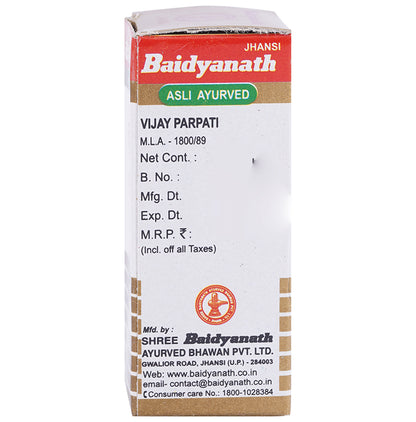 JHANSI
Baidyanath
ASLI AYURVED
VIJAY PARPATI
M.L.A. - 1800/89
Net Cont. :
B. No. :
Mfg. Dt.
Exp. Dt.
M.R.P. ₹:
(Incl. off all Taxes)
Mfd. by :
SHREE Baidyanath
AYURVED BHAWAN PVT. LTD.
GWALIOR ROAD, JHANSI (U.P.) - 284003
Web: www.baidyanath.co.in
email- contact@baidyanath.co.in
Consumer care No.: 1800-1028384